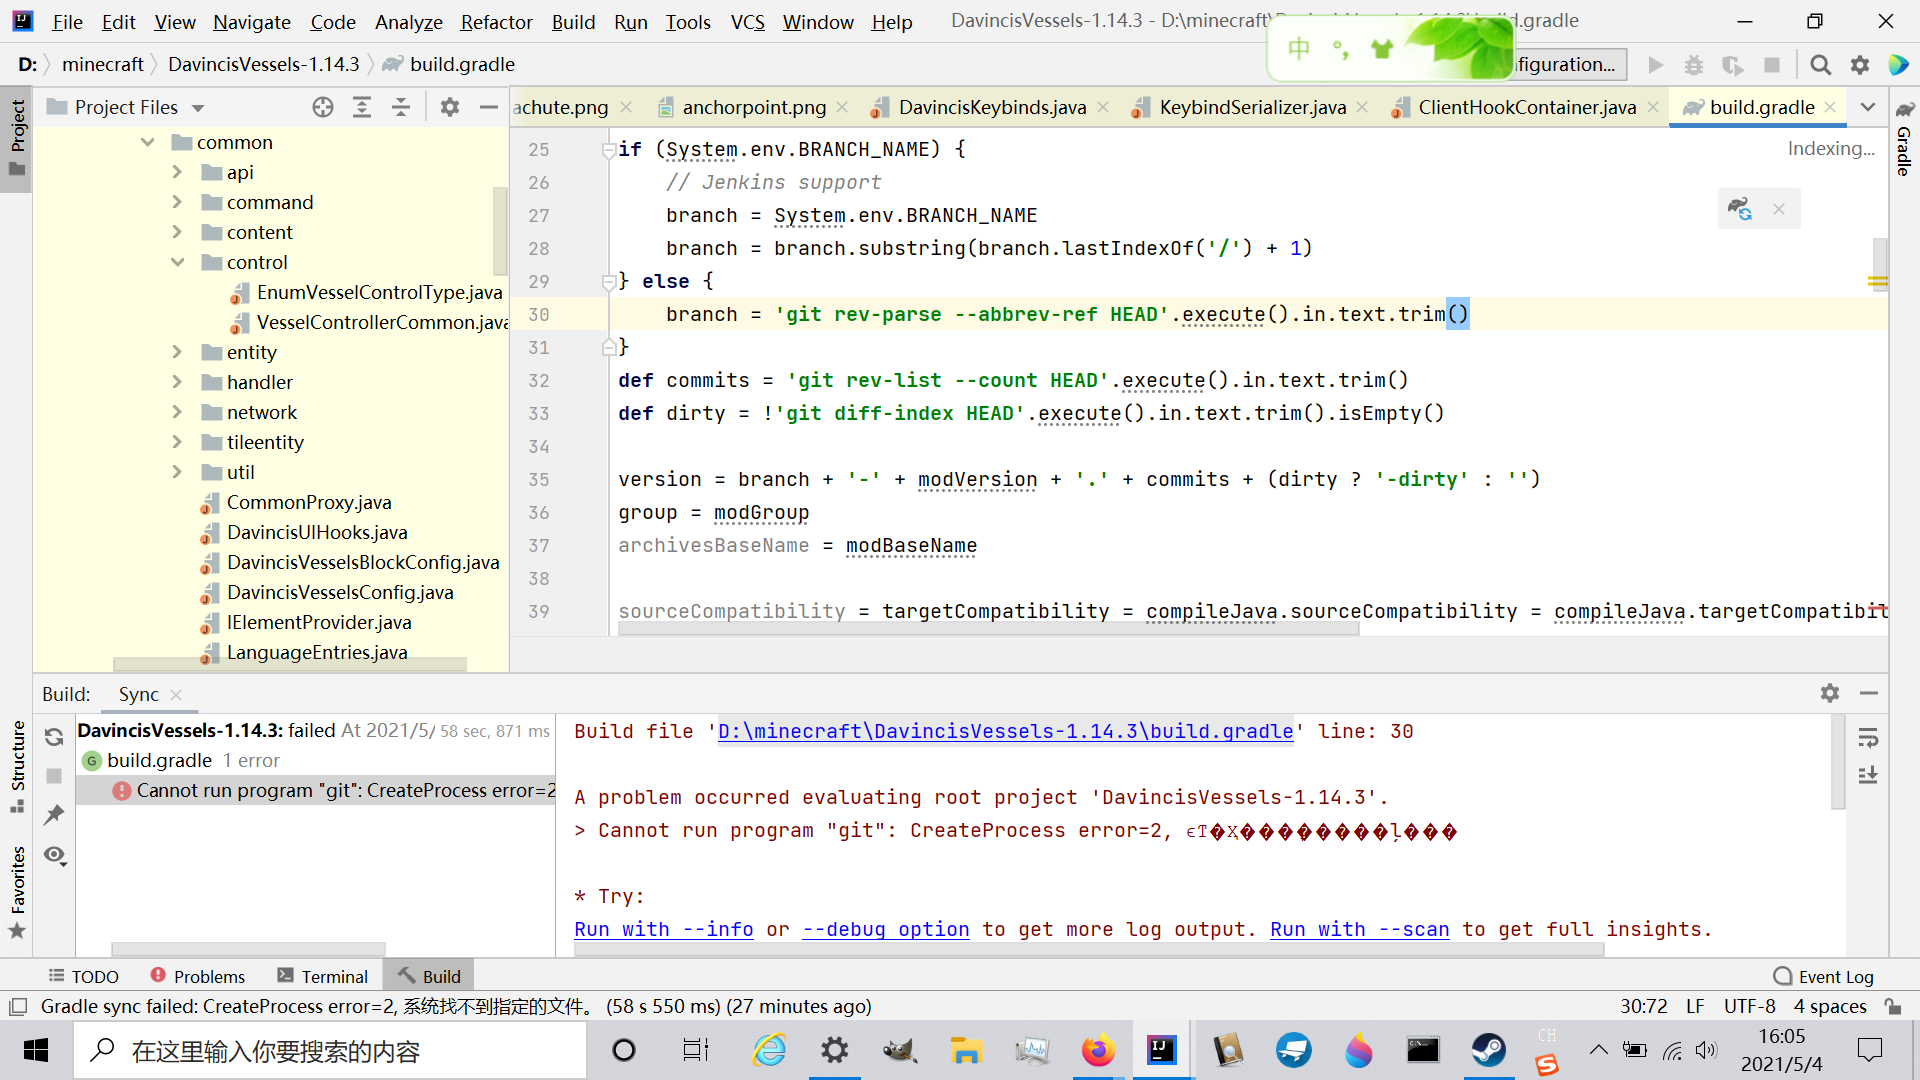 File Edit View Navigate Code Analyze Refactor Build Run Tools VCS Window Help DavincisVessels-1.14.3 - D:\minecraft\
d.gradle
中
D: minecraft DavincisVessels-1.14.3 build.gradle
figuration...
Project Files
achute.png anchorpoint.png DavincisKeybinds.java KeybindSerializer.java ClientHookContainer.java build.gradle
Project
Gradle
Structure
Favorites
common
api
command
content
control
EnumVesselControlType.java
VesselControllerCommon.java
entity
handler
network
tileentity
util
CommonProxy.java
DavincisUIHooks.java
DavincisVesselsBlockConfig.java
DavincisVesselsConfig.java
IElementProvider.java
LanguageEntries.java
Indexing...
25 if (System.env.BRANCH_NAME) {
26 // Jenkins support
27 branch = System.env.BRANCH_NAME
28 branch = branch.substring(branch.lastIndexOf('/') + 1)
29 } else {
30 branch = 'git rev-parse --abbrev-ref HEAD'.execute().in.text.trim()
31 }
32 def commits = 'git rev-list --count HEAD'.execute().in.text.trim()
33 def dirty = !'git diff-index HEAD'.execute().in.text.trim().isEmpty()
34
35 version = branch + '-' + modVersion + '.' + commits + (dirty ? '-dirty' : '')
36 group = modGroup
37 archivesBaseName = modBaseName
38
39 sourceCompatibility = targetCompatibility = compileJava.sourceCompatibility = compileJava.targetCompatibil
Build: Sync
DavincisVessels-1.14.3: failed At 2021/5/ 58 sec, 871 ms
G build.gradle 1 error
Cannot run program "git": CreateProcess error=2
Build file 'D:\minecraft\DavincisVessels-1.14.3\build.gradle' line: 30
A problem occurred evaluating root project 'DavincisVessels-1.14.3'.
> Cannot run program "git": CreateProcess error=2,
* Try:
Run with --info or --debug option to get more log output. Run with --scan to get full insights.
TODO Problems Terminal Build Event Log
Gradle sync failed: CreateProcess error=2, 系统找不到指定的文件。 (58 s 550 ms) (27 minutes ago) 30:72 LF UTF-8 4 spaces
在这里输入你要搜索的内容
CH
16:05
2021/5/4